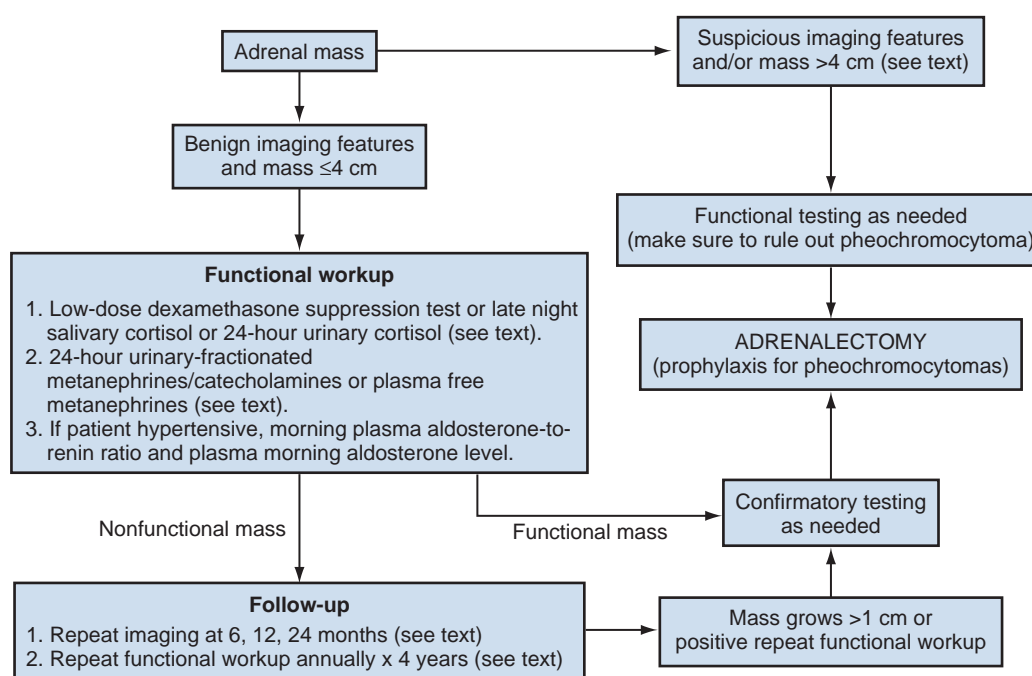 Adrenal mass
Suspicious imaging features
and/or mass >4 cm (see text)
Benign imaging features
and mass ≤4 cm
Functional testing as needed
(make sure to rule out pheochromocytoma)
Functional workup
1. Low-dose dexamethasone suppression test or late night
salivary cortisol or 24-hour urinary cortisol (see text).
2. 24-hour urinary-fractionated
metanephrines/catecholamines or plasma free
metanephrines (see text).
3. If patient hypertensive, morning plasma aldosterone-to-
renin ratio and plasma morning aldosterone level.
ADRENALECTOMY
(prophylaxis for pheochromocytomas)
Nonfunctional mass
Functional mass
Confirmatory testing
as needed
Follow-up
1. Repeat imaging at 6, 12, 24 months (see text)
2. Repeat functional workup annually x 4 years (see text)
Mass grows >1 cm or
positive repeat functional workup